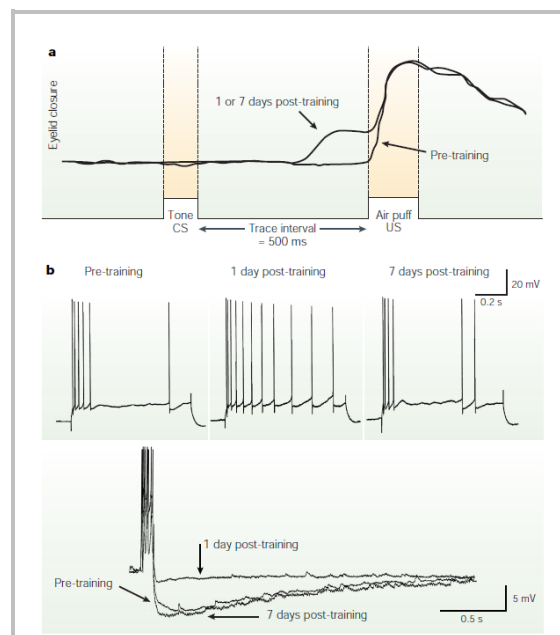 a
Eyelid closure
1 or 7 days post-training
Pre-training
Tone
CS
Trace interval
= 500 ms
Air puff
US
b
Pre-training
1 day post-training
7 days post-training
20 mV
0.2 s
1 day post-training
Pre-training
7 days post-training
5 mV
0.5 s